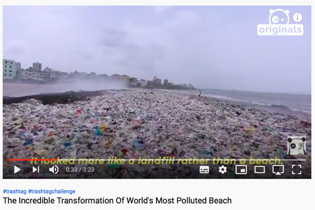 originals
It looked more like a landfill rather than a beach.
0:33 / 3:23
#trashtag #trashtagchallenge
The Incredible Transformation Of World's Most Polluted Beach